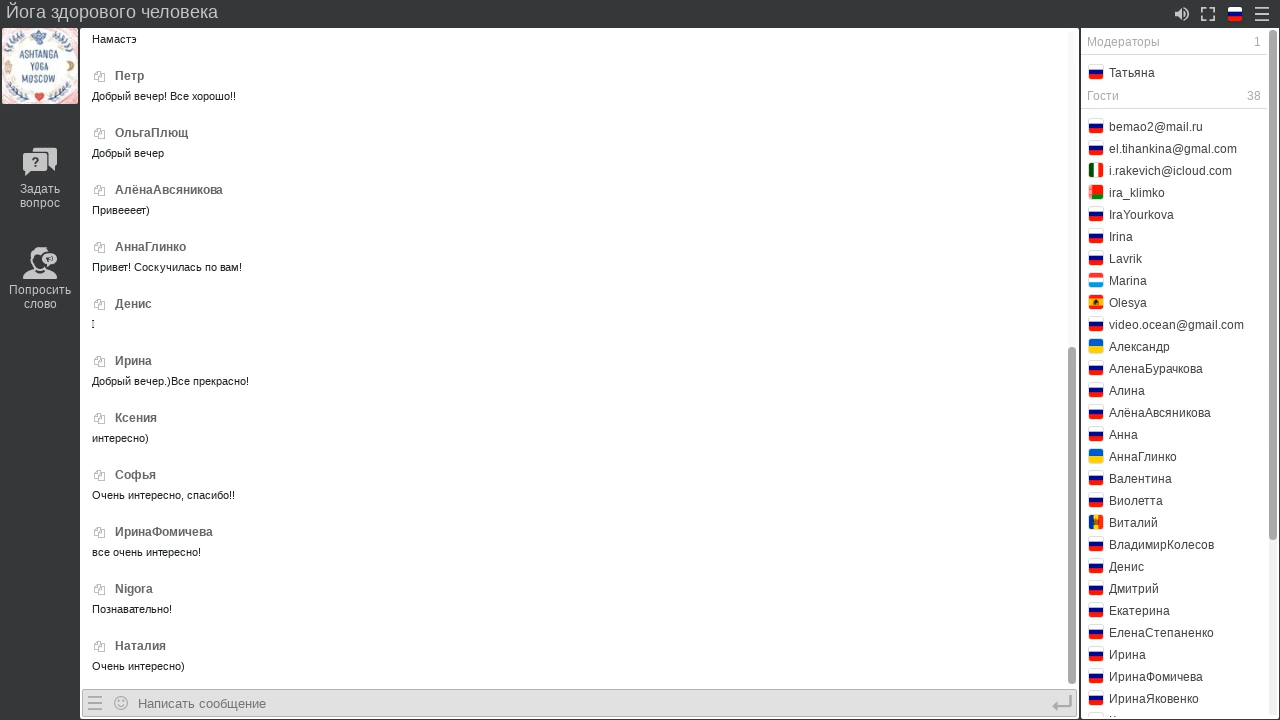 Йога здорового человека
ASHTANGA
YOGA
MOSCOW
Задать
вопрос
Попросить
слово
Намастэ
Петр
Добрый вечер! Все хорошо!!
ОльгаПлющ
Добрый вечер
АлёнаАвсяникова
Привеееет)
АннаГлинко
Привет! Соскучилась по вам!
Денис
Ирина
Добрый вечер.)Все прекрасно!
Ксения
интересно)
Софья
Очень интересно, спасибо!!
ИринаФомичева
все очень интересно!
Nigora
Познавательно!
Наталия
Очень интересно)
Написать сообщение
Модераторы 1
Татьяна
Гости 38
bemao2@mail.ru
el.tihankina@gmal.com
i.rakevich@icloud.com
ira_klimko
IraYourkova
Irina
Lavrik
Marina
Olesya
video.ocean@gmail.com
Александр
АленаБурачкова
Алина
АлёнаАвсяникова
Анна
АннаГлинко
Валентина
Виолетта
Виталий
ВладимирКолесов
Денис
Дмитрий
Екатерина
ЕленаСтепаненко
Ирина
ИринаФомичева
ИринаЯковенко